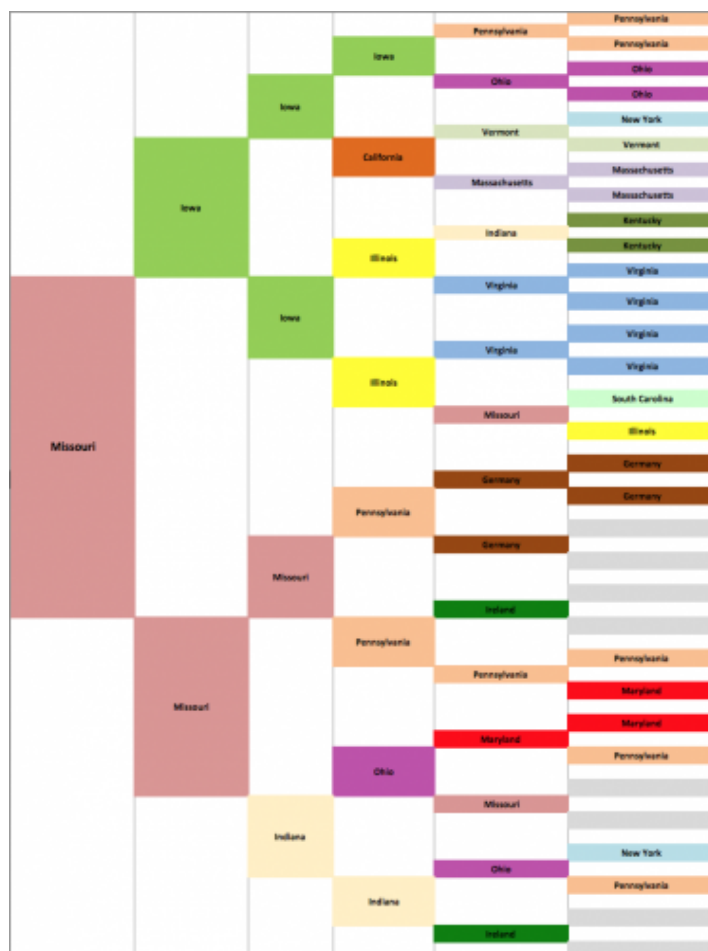 Missouri
Iowa
Missouri
Iowa
Iowa
Missouri
Indiana
Iowa
California
Illinois
Illinois
Pennsylvania
Pennsylvania
Ohio
Indiana
Pennsylvania
Ohio
Vermont
Massachusetts
Indiana
Virginia
Virginia
Missouri
Germany
Germany
Ireland
Pennsylvania
Maryland
Missouri
Ohio
Ireland
Pennsylvania
Pennsylvania
Ohio
Ohio
New York
Vermont
Massachusetts
Massachusetts
Kentucky
Kentucky
Virginia
Virginia
Virginia
Virginia
South Carolina
Illinois
Germany
Germany
Pennsylvania
Maryland
Maryland
Pennsylvania
New York
Pennsylvania